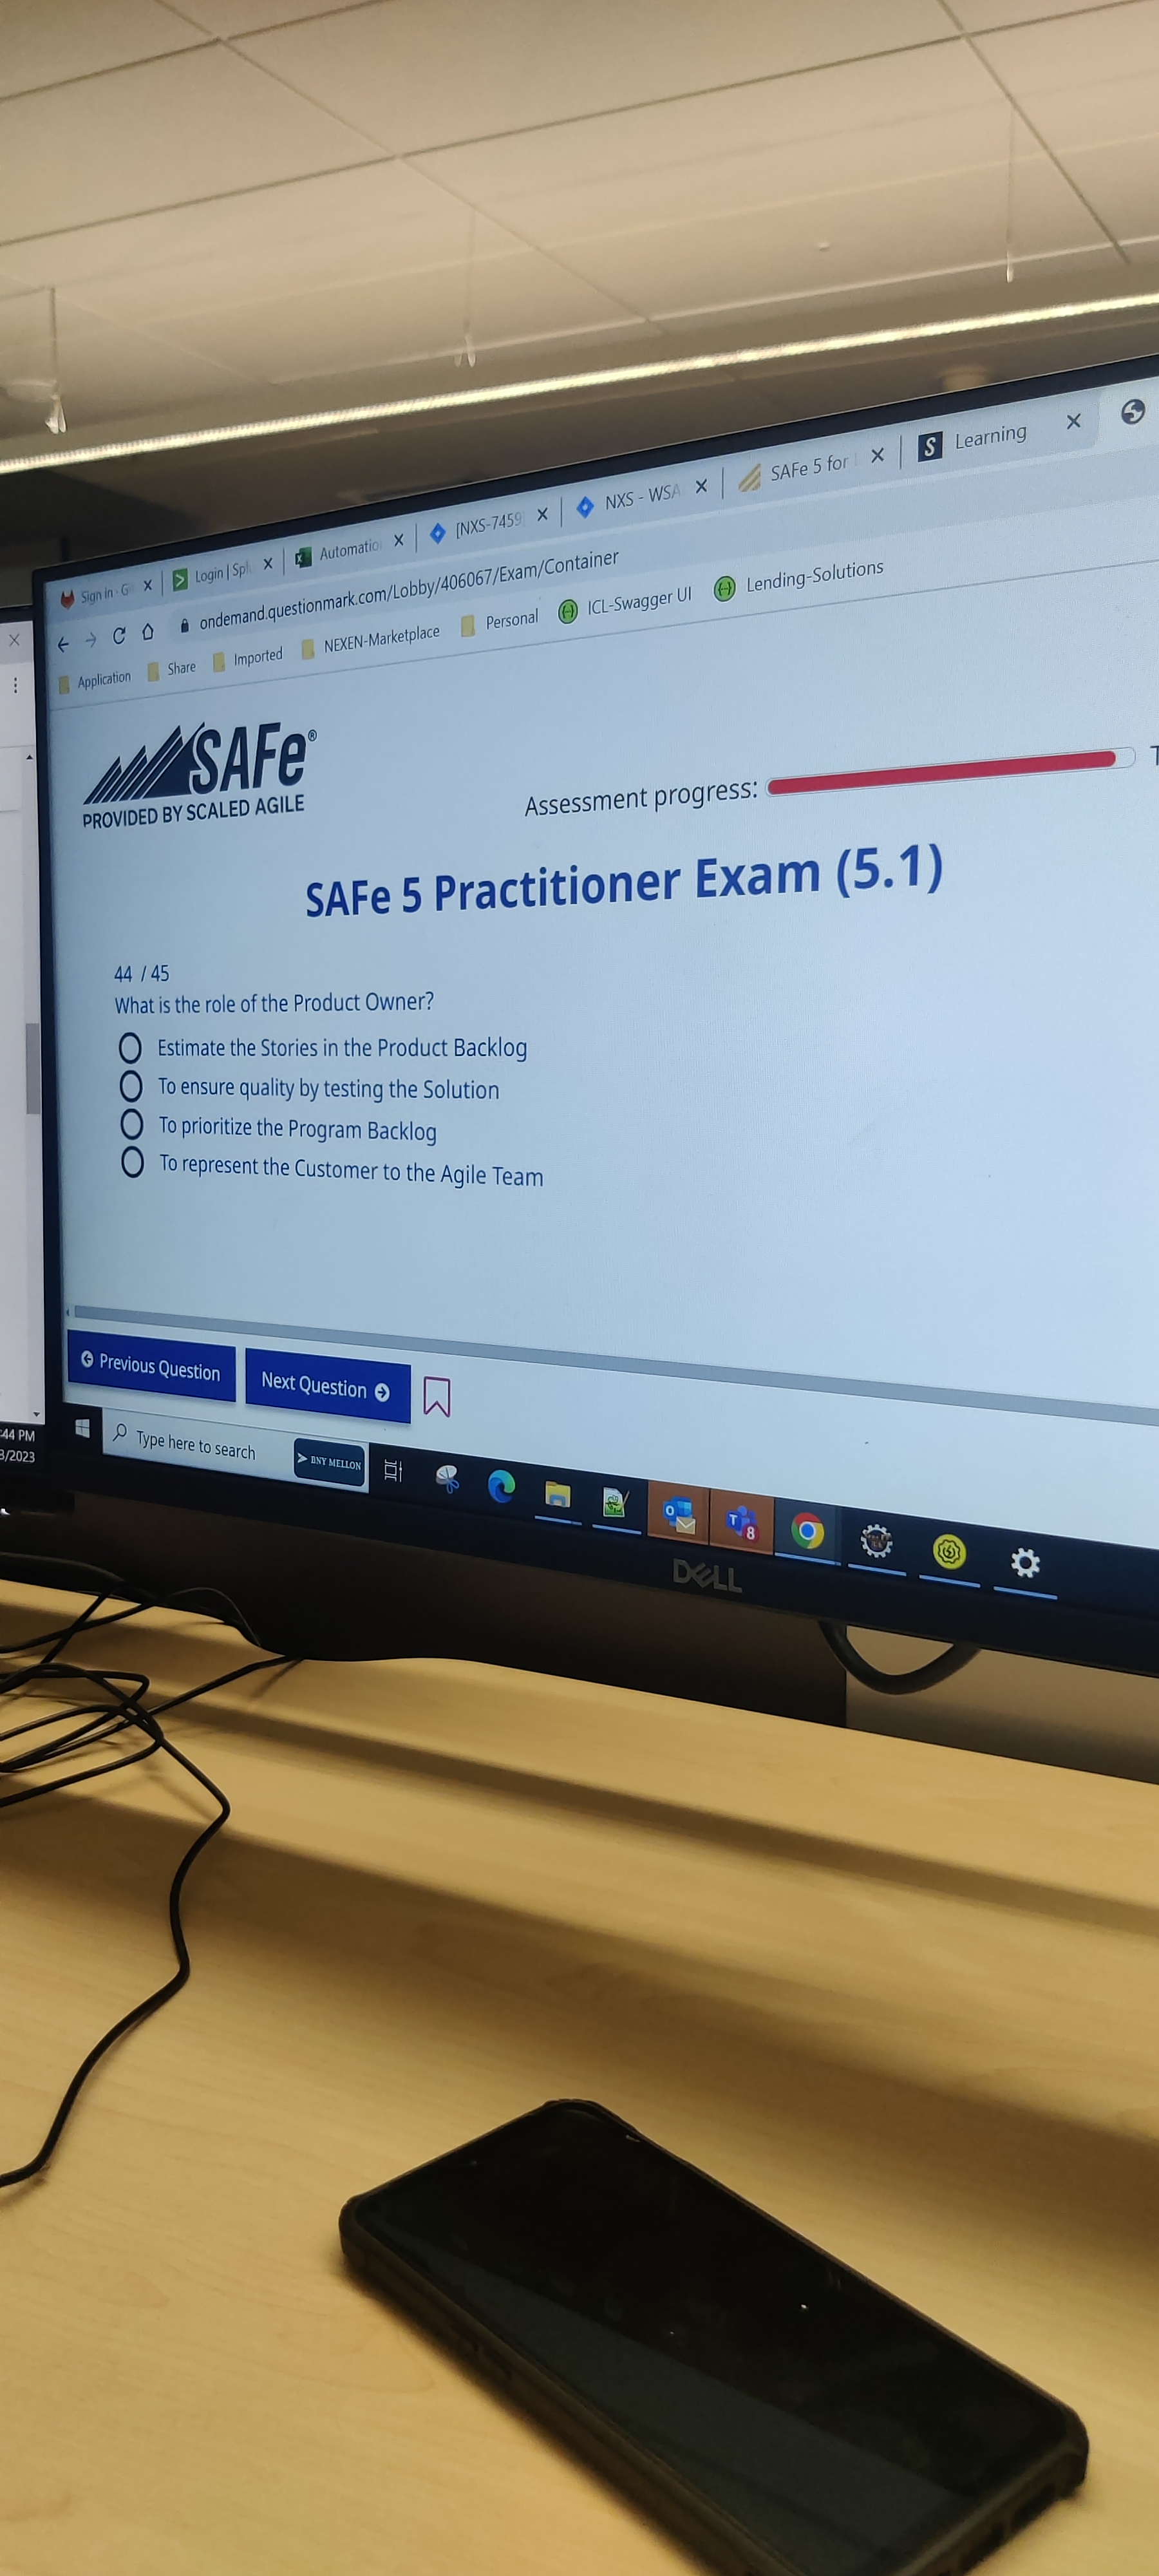 Sign in · G
Login | Spl
Automatio
[NXS-7459
NXS - WSA
SAFe 5 for
Learning
ondemand.questionmark.com/Lobby/406067/Exam/Container
Application
Share
Imported
NEXEN-Marketplace
Personal
ICL-Swagger UI
Lending-Solutions
SAFe®
PROVIDED BY SCALED AGILE
Assessment progress:
SAFe 5 Practitioner Exam (5.1)
44 / 45
What is the role of the Product Owner?
Estimate the Stories in the Product Backlog
To ensure quality by testing the Solution
To prioritize the Program Backlog
To represent the Customer to the Agile Team
Previous Question
Next Question
:44 PM
3/2023
Type here to search
BNY MELLON
8
DELL